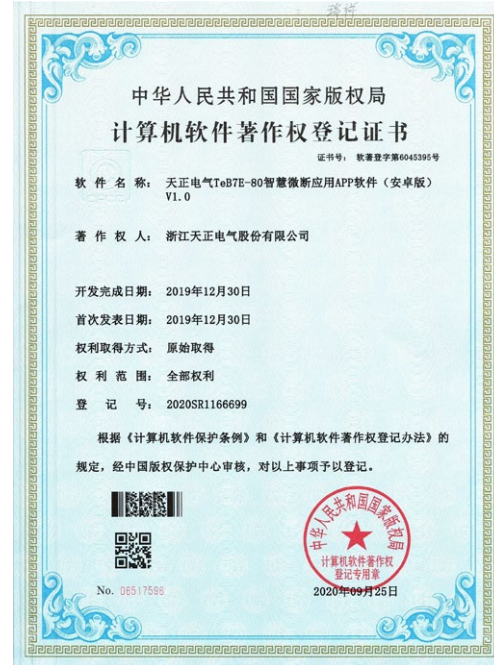 中华人民共和国国家版权局
计算机软件著作权登记证书
证书号： 软著登字第6045395号
软件名称： 天正电气TeB7E-80智慧微断应用APP软件（安卓版）
V1.0
著作权人： 浙江天正电气股份有限公司
开发完成日期： 2019年12月30日
首次发表日期： 2019年12月30日
权利取得方式： 原始取得
权利范围： 全部权利
登记号： 2020SR1166699
根据《计算机软件保护条例》和《计算机软件著作权登记办法》的
规定，经中国版权保护中心审核，对以上事项予以登记。
中华人民共和国国家版权局
计算机软件著作权
登记专用章
No. 06517596
2020年09月25日